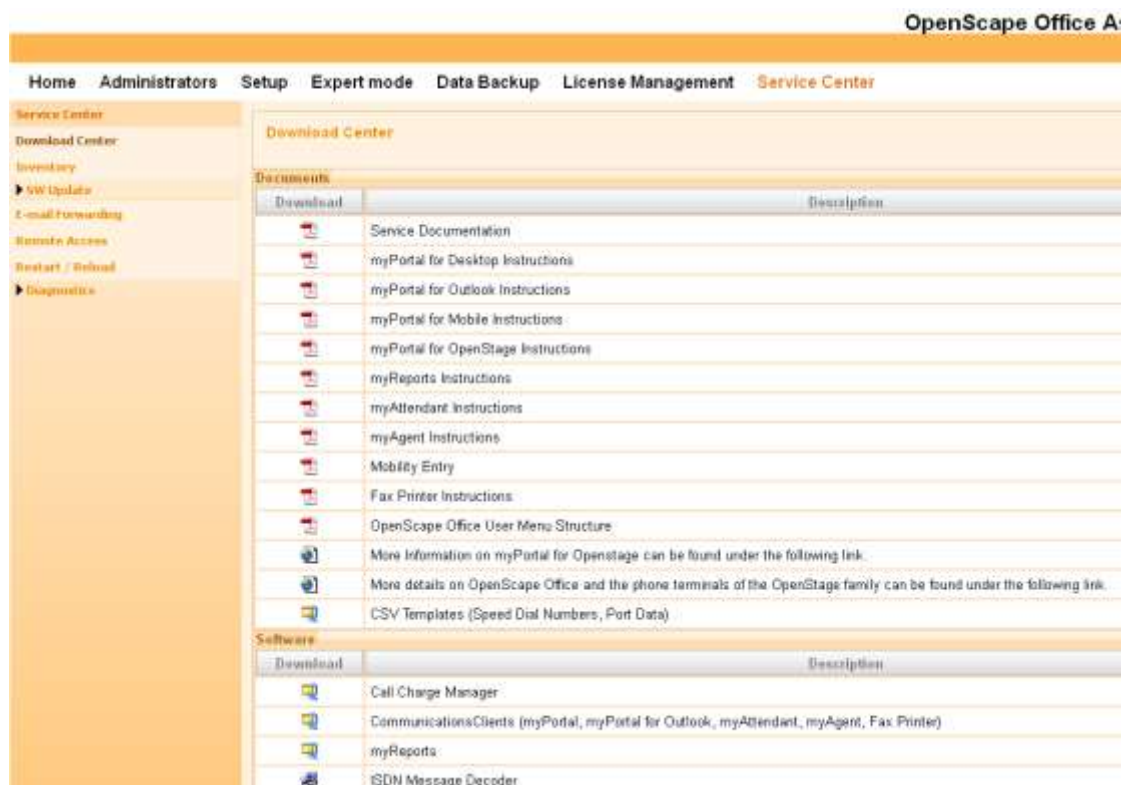 OpenScape Office As
Home Administrators Setup Expert mode Data Backup License Management Service Center
Service Center
Download Center
Inventory
SW Update
E-mail Forwarding
Remote Access
Restart / Reload
Diagnostics
Download Center
Documents
Download Description
Service Documentation
myPortal for Desktop Instructions
myPortal for Outlook Instructions
myPortal for Mobile Instructions
myPortal for OpenStage Instructions
myReports Instructions
myAttendant Instructions
myAgent Instructions
Mobility Entry
Fax Printer Instructions
OpenScape Office User Menu Structure
More Information on myPortal for Openstage can be found under the following link.
More details on OpenScape Office and the phone terminals of the OpenStage family can be found under the following link.
CSV Templates (Speed Dial Numbers, Port Data)
Software
Download Description
Call Charge Manager
CommunicationsClients (myPortal, myPortal for Outlook, myAttendant, myAgent, Fax Printer)
myReports
ISDN Message Decoder